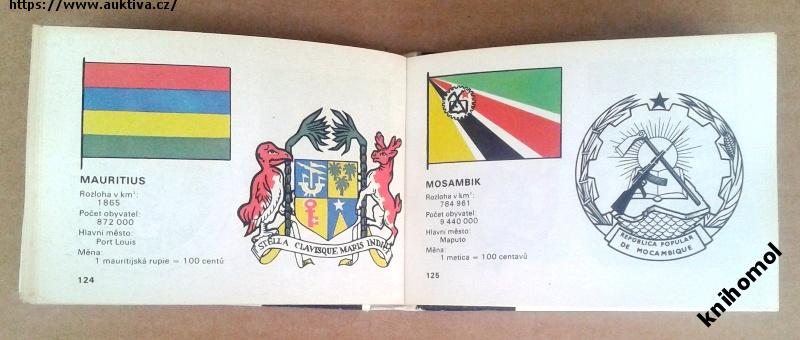 https://www.auktiva.cz/
MAURITIUS
Rozloha v km²:
1865
Počet obyvatel:
872 000
Hlavní město:
Port Louis
Měna:
1 mauritijská rupie = 100 centů
124
STELLA CLAVISQUE MARIS INDICI
MOSAMBIK
Rozloha v km²:
784 961
Počet obyvatel:
9 440 000
Hlavní město:
Maputo
Měna:
1 metica = 100 centavů
125
REPÚBLICA POPULAR
DE MOÇAMBIQUE
knihomol